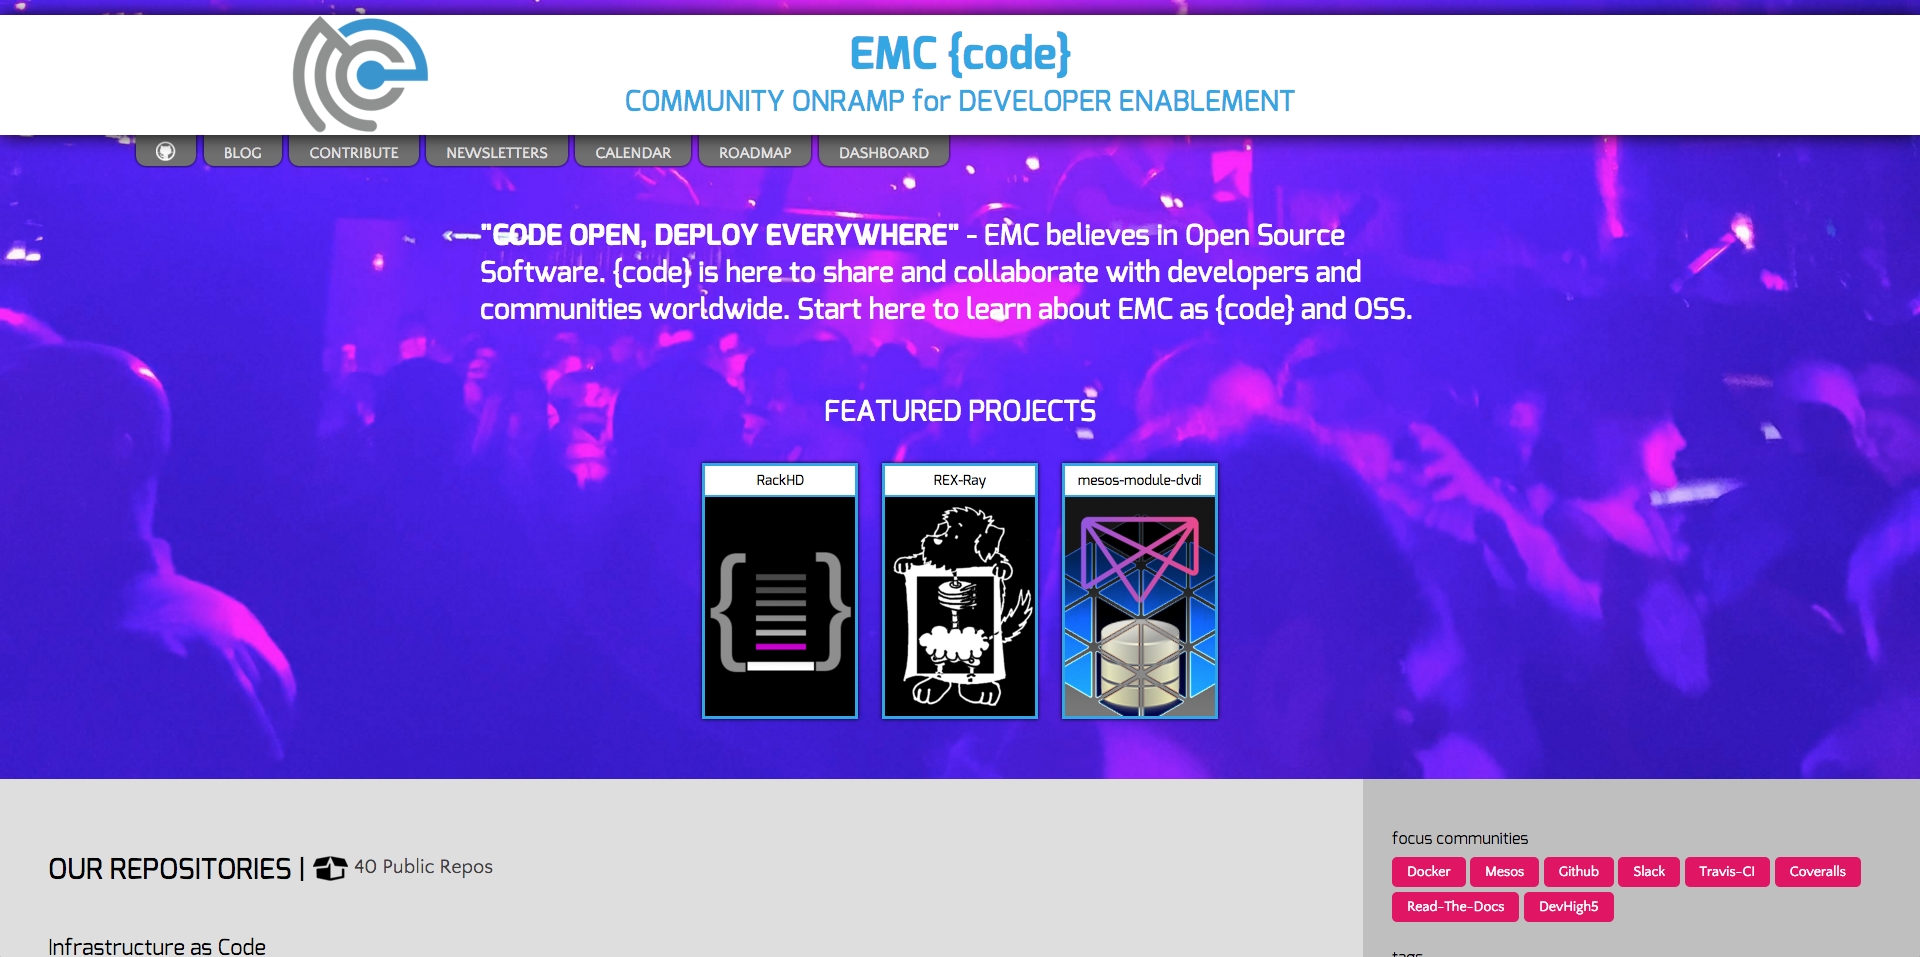 EMC {code}
COMMUNITY ONRAMP for DEVELOPER ENABLEMENT
BLOG CONTRIBUTE NEWSLETTERS CALENDAR ROADMAP DASHBOARD
"CODE OPEN, DEPLOY EVERYWHERE" - EMC believes in Open Source
Software. {code} is here to share and collaborate with developers and
communities worldwide. Start here to learn about EMC as {code} and OSS.
FEATURED PROJECTS
RackHD REX-Ray mesos-module-dvdi
OUR REPOSITORIES | 40 Public Repos
Infrastructure as Code
focus communities
Docker Mesos Github Slack Travis-CI Coveralls
Read-The-Docs DevHigh5
tags